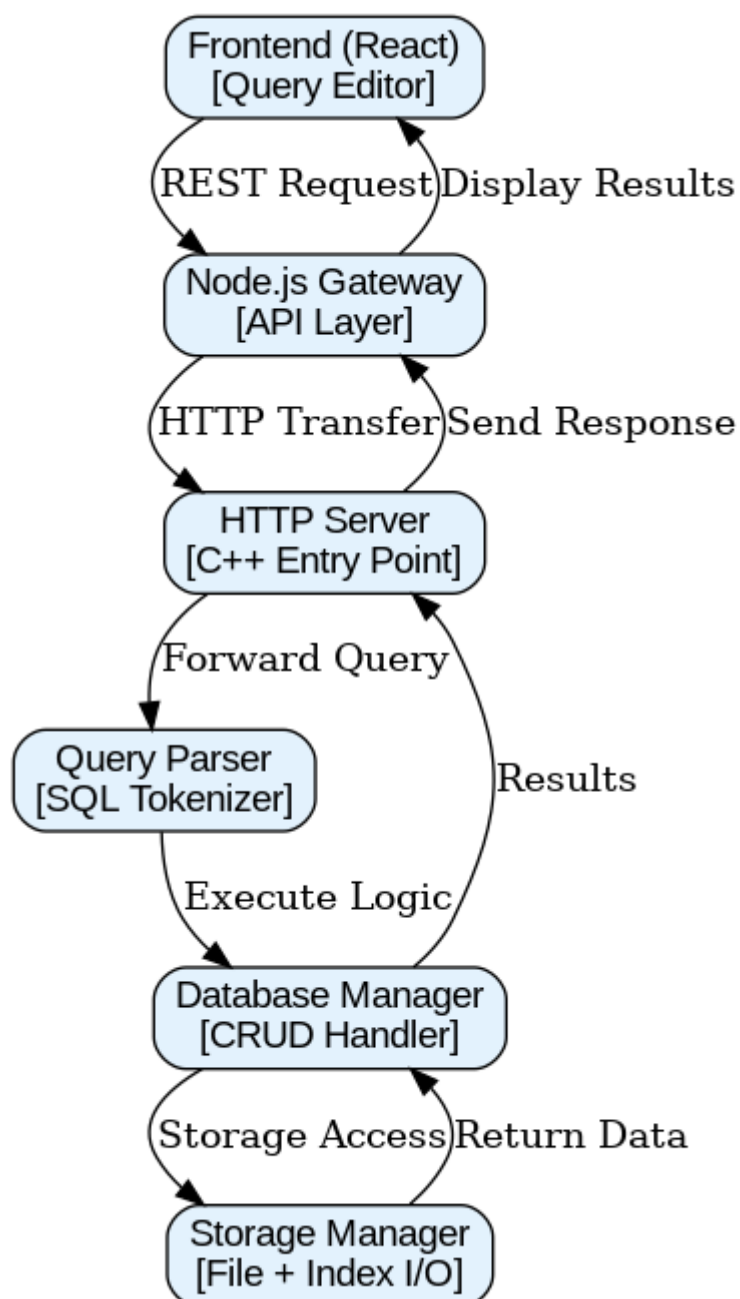 Frontend (React)
[Query Editor]
REST Request
Display Results
Node.js Gateway
[API Layer]
HTTP Transfer
Send Response
HTTP Server
[C++ Entry Point]
Forward Query
Query Parser
[SQL Tokenizer]
Results
Execute Logic
Database Manager
[CRUD Handler]
Storage Access
Return Data
Storage Manager
[File + Index I/O]